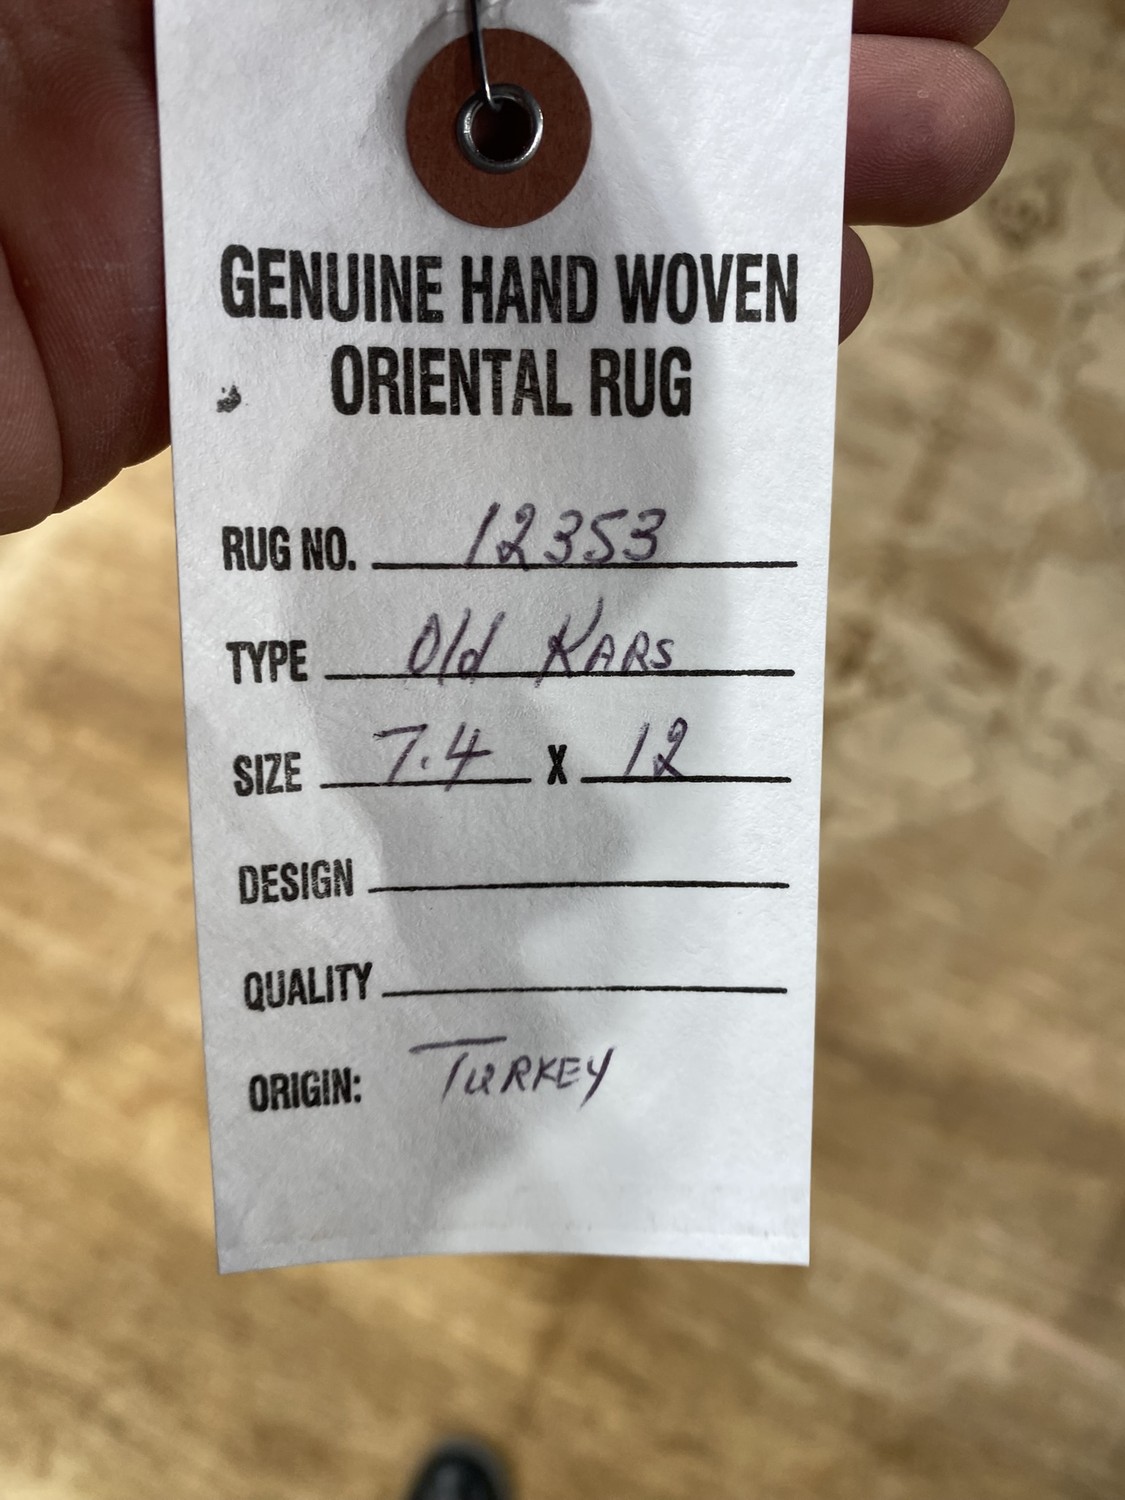 GENUINE HAND WOVEN
ORIENTAL RUG
RUG NO. 12353
TYPE Old KARS
SIZE 7.4 X 12
DESIGN
QUALITY
ORIGIN: TURKEY